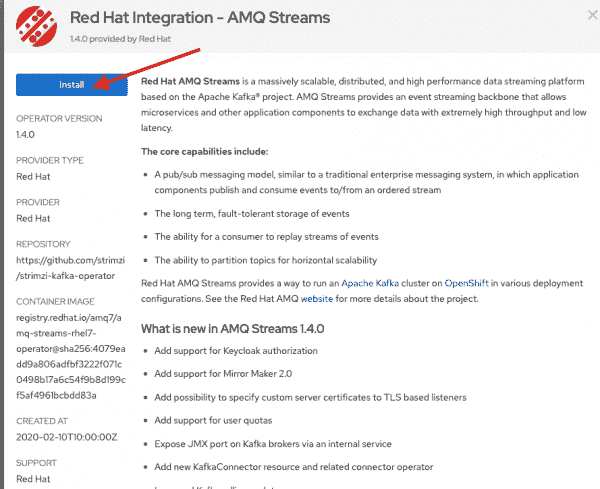 Red Hat Integration - AMQ Streams
1.4.0 provided by Red Hat
Install
OPERATOR VERSION
1.4.0
PROVIDER TYPE
Red Hat
PROVIDER
Red Hat
REPOSITORY
https://github.com/strimzi
/strimzi-kafka-operator
CONTAINER IMAGE
registry.redhat.io/amq7/a
mq-streams-rhel7-
operator@sha256:4079ea
dd9a806adfbf3222f071c
0498b17a6c54f9b8d199c
f5af4961bcbdd83a
CREATED AT
2020-02-10T10:00:00Z
SUPPORT
Red Hat
Red Hat AMQ Streams is a massively scalable, distributed, and high performance data streaming platform
based on the Apache Kafka® project. AMQ Streams provides an event streaming backbone that allows
microservices and other application components to exchange data with extremely high throughput and low
latency.
The core capabilities include:
• A pub/sub messaging model, similar to a traditional enterprise messaging system, in which application
components publish and consume events to/from an ordered stream
• The long term, fault-tolerant storage of events
• The ability for a consumer to replay streams of events
• The ability to partition topics for horizontal scalability
Red Hat AMQ Streams provides a way to run an Apache Kafka cluster on OpenShift in various deployment
configurations. See the Red Hat AMQ website for more details about the project.
What is new in AMQ Streams 1.4.0
• Add support for Keycloak authorization
• Add support for Mirror Maker 2.0
• Add possibility to specify custom server certificates to TLS based listeners
• Add support for user quotas
• Expose JMX port on Kafka brokers via an internal service
• Add new KafkaConnector resource and related connector operator